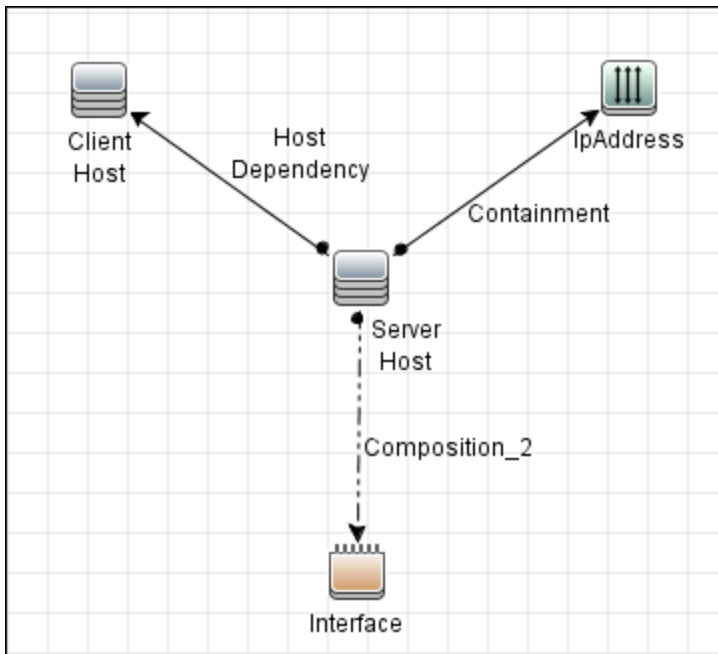 Client
Host
Host
Dependency
IpAddress
Containment
Server
Host
Composition_2
Interface